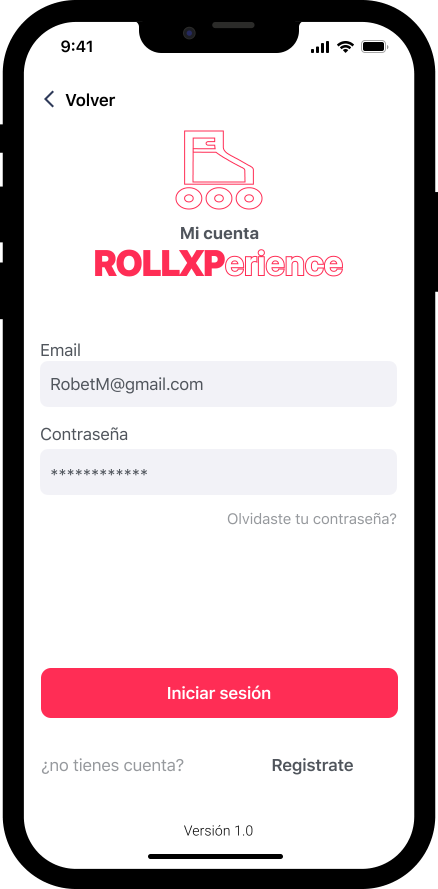 9:41
Volver
Mi cuenta
ROLLXPerience
Email
RobetM@gmail.com
Contraseña
************
Olvidaste tu contraseña?
Iniciar sesión
¿no tienes cuenta? Registrate
Versión 1.0